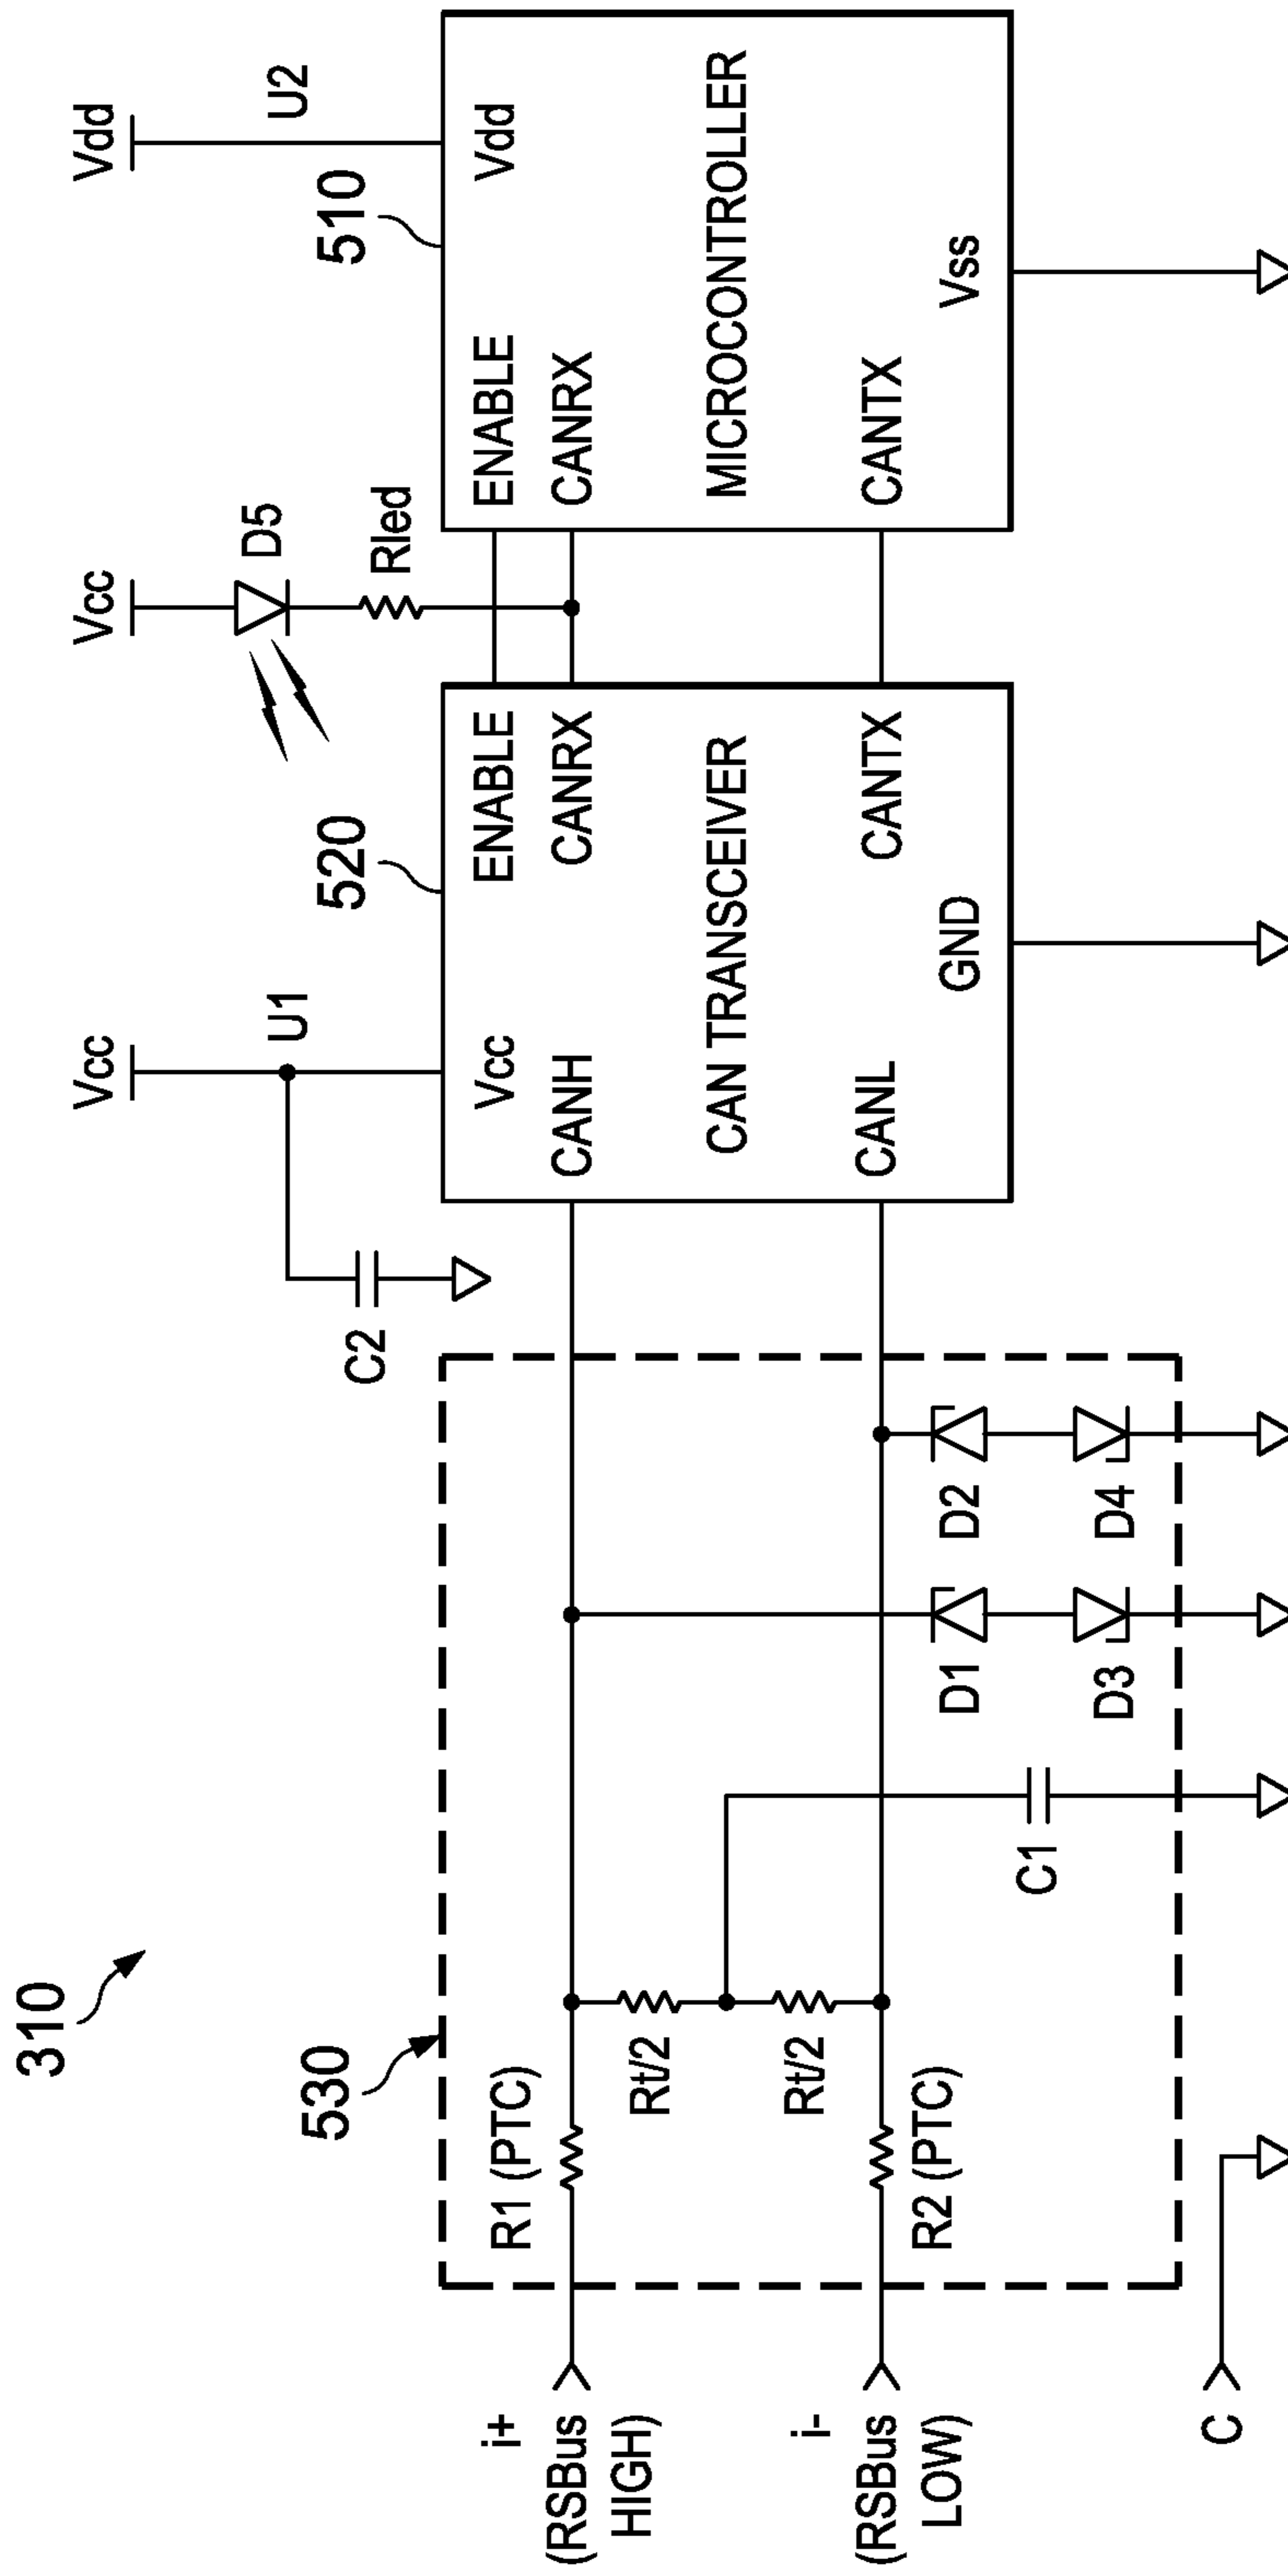 310
530
i+
(RSBus
HIGH)
i-
(RSBus
LOW)
C
R1 (PTC)
Rt/2
Rt/2
R2 (PTC)
C1
D1
D3
D2
D4
C2
Vcc
U1
520
Vcc
CANH
ENABLE
CANRX
CAN TRANSCEIVER
CANL
CANTX
GND
Vcc
D5
Rled
Vdd
U2
510
ENABLE
Vdd
CANRX
MICROCONTROLLER
CANTX
Vss